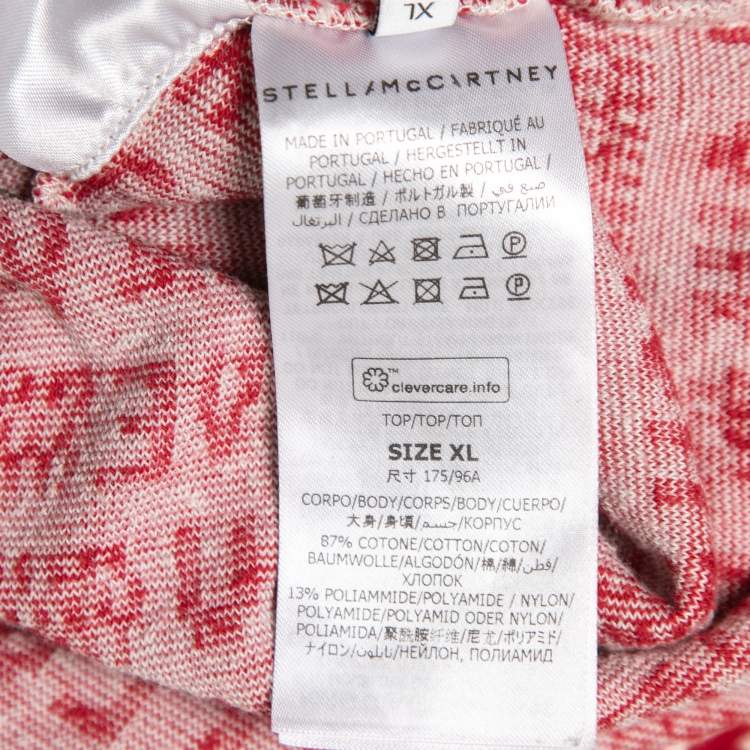 XL
STELLA McCARTNEY
MADE IN PORTUGAL / FABRIQUÉ AU
PORTUGAL / HERGESTELLT IN
PORTUGAL / HECHO EN PORTUGAL /
葡萄牙制造 / ポルトガル製 / صنع في
البرتغال / СДЕЛАНО В ПОРТУГАЛИИ
P
P
™
clevercare.info
TOP/TOP/ТОП
SIZE XL
尺寸 175/96A
CORPO/BODY/CORPS/BODY/CUERPO/
大身/身頃/جسم/КОРПУС
87% COTONE/COTTON/COTON/
BAUMWOLLE/ALGODÓN/棉/綿/قطن/
ХЛОПОК
13% POLIAMMIDE/POLYAMIDE / NYLON/
POLYAMIDE/POLYAMID ODER NYLON/
POLIAMIDA/聚酰胺纤维/尼龙/ポリアミド/
ナイロン/نايلون/НЕЙЛОН, ПОЛИАМИД